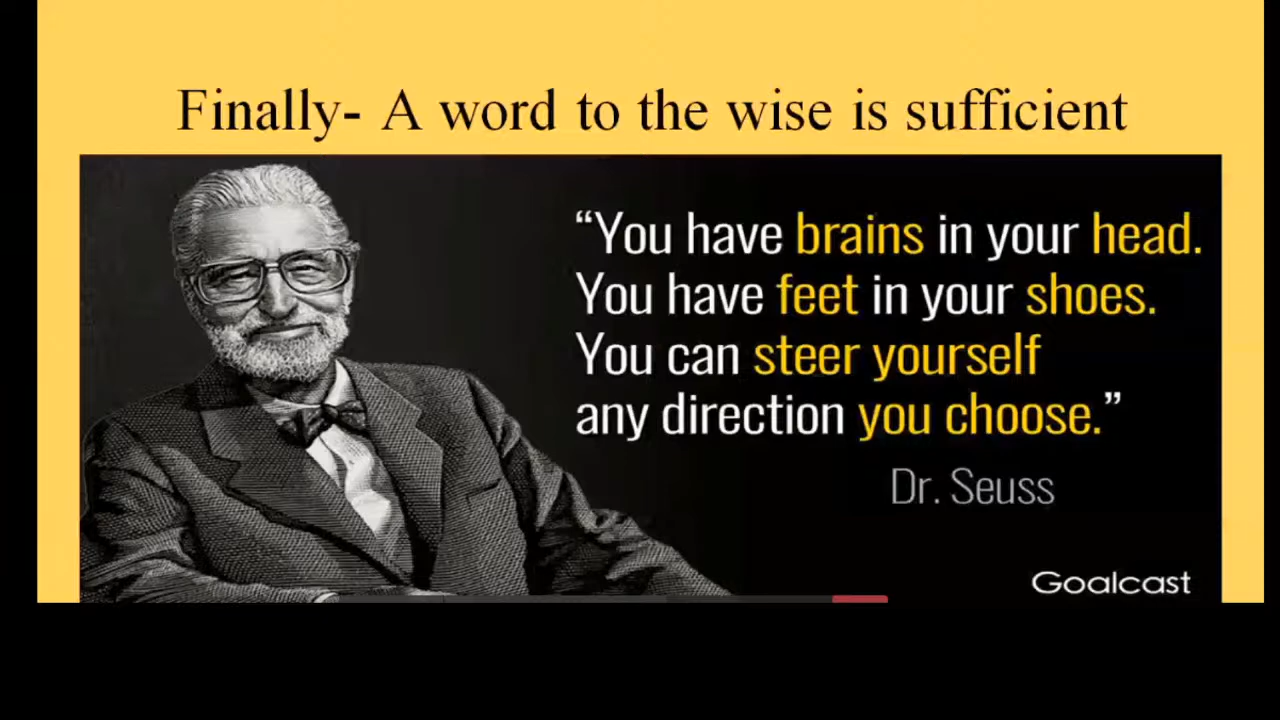 Finally- A word to the wise is sufficient
“You have brains in your head.
You have feet in your shoes.
You can steer yourself
any direction you choose.”
Dr. Seuss
Goalcast